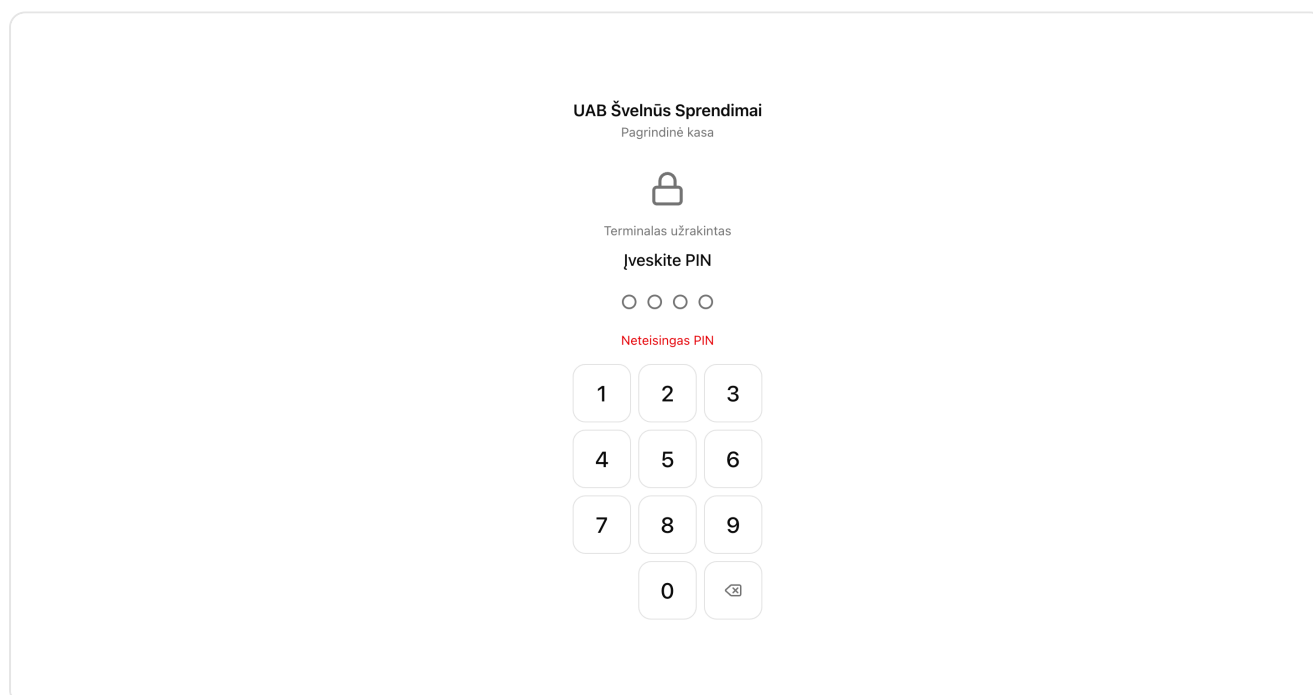 UAB Švelnūs Sprendimai
Pagrindinė kasa
Terminalas užrakintas
Įveskite PIN
Neteisingas PIN
1 2 3
4 5 6
7 8 9
0